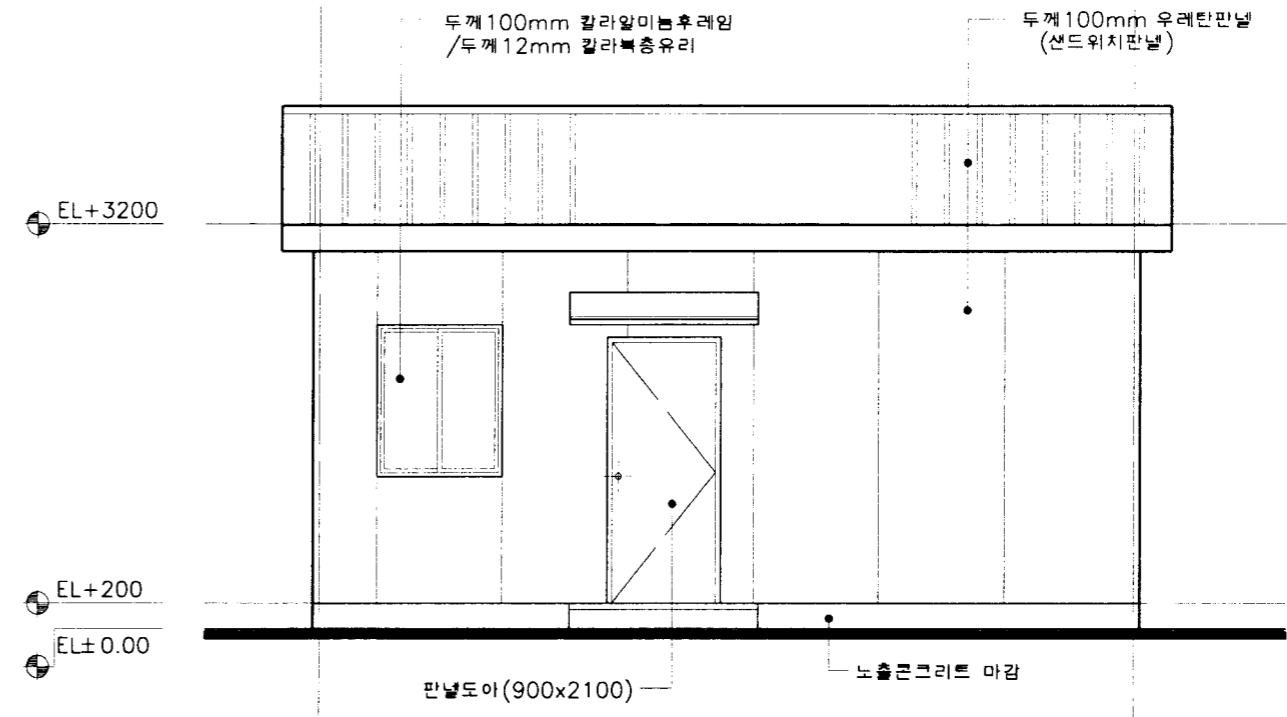 두께100mm 칼라알미늄후레임
/두께12mm 칼라복층유리
두께100mm 우레탄판넬
(샌드위치판넬)
EL+3200
EL+200
EL±0.00
판넬도아(900x2100)
노출콘크리트 마감